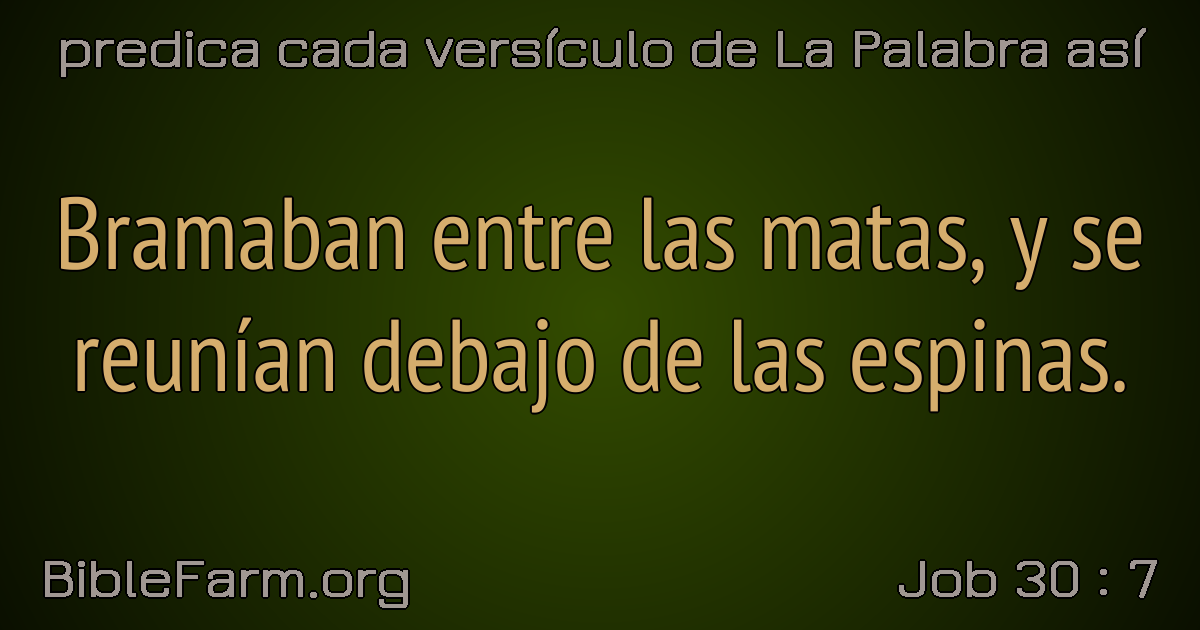 predica cada versículo de La Palabra así
Bramaban entre las matas, y se
reunían debajo de las espinas.
BibleFarm.org
Job 30 : 7